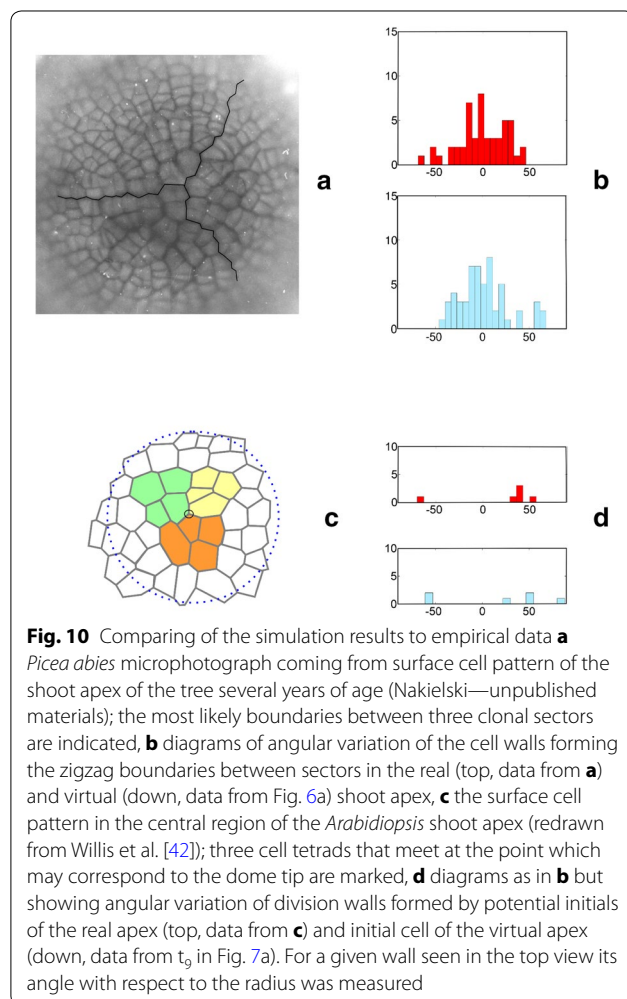 15
10
5
0
-50
0
50
a
b
15
10
5
0
-50
0
50
10
5
0
-50
0
50
c
d
10
5
0
-50
0
50
Fig. 10 Comparing of the simulation results to empirical data a
Picea abies microphotograph coming from surface cell pattern of the
shoot apex of the tree several years of age (Nakielski—unpublished
materials); the most likely boundaries between three clonal sectors
are indicated, b diagrams of angular variation of the cell walls forming
the zigzag boundaries between sectors in the real (top, data from a)
and virtual (down, data from Fig. 6a) shoot apex, c the surface cell
pattern in the central region of the Arabidopsis shoot apex (redrawn
from Willis et al. [42]); three cell tetrads that meet at the point which
may correspond to the dome tip are marked, d diagrams as in b but
showing angular variation of division walls formed by potential initials
of the real apex (top, data from c) and initial cell of the virtual apex
(down, data from t₉ in Fig. 7a). For a given wall seen in the top view its
angle with respect to the radius was measured